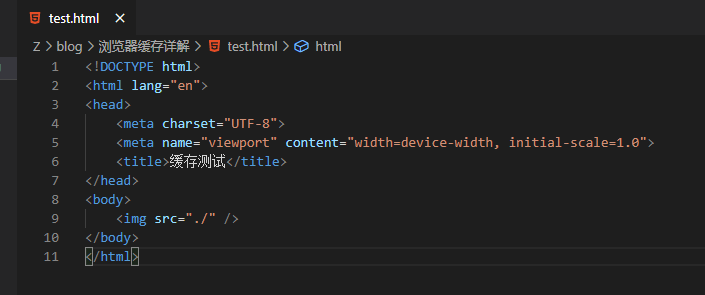 test.html
Z > blog > 浏览器缓存详解 > test.html > html
1 <!DOCTYPE html>
2 <html lang="en">
3 <head>
4     <meta charset="UTF-8">
5     <meta name="viewport" content="width=device-width, initial-scale=1.0">
6     <title>缓存测试</title>
7 </head>
8 <body>
9     <img src="./" />
10 </body>
11 </html>